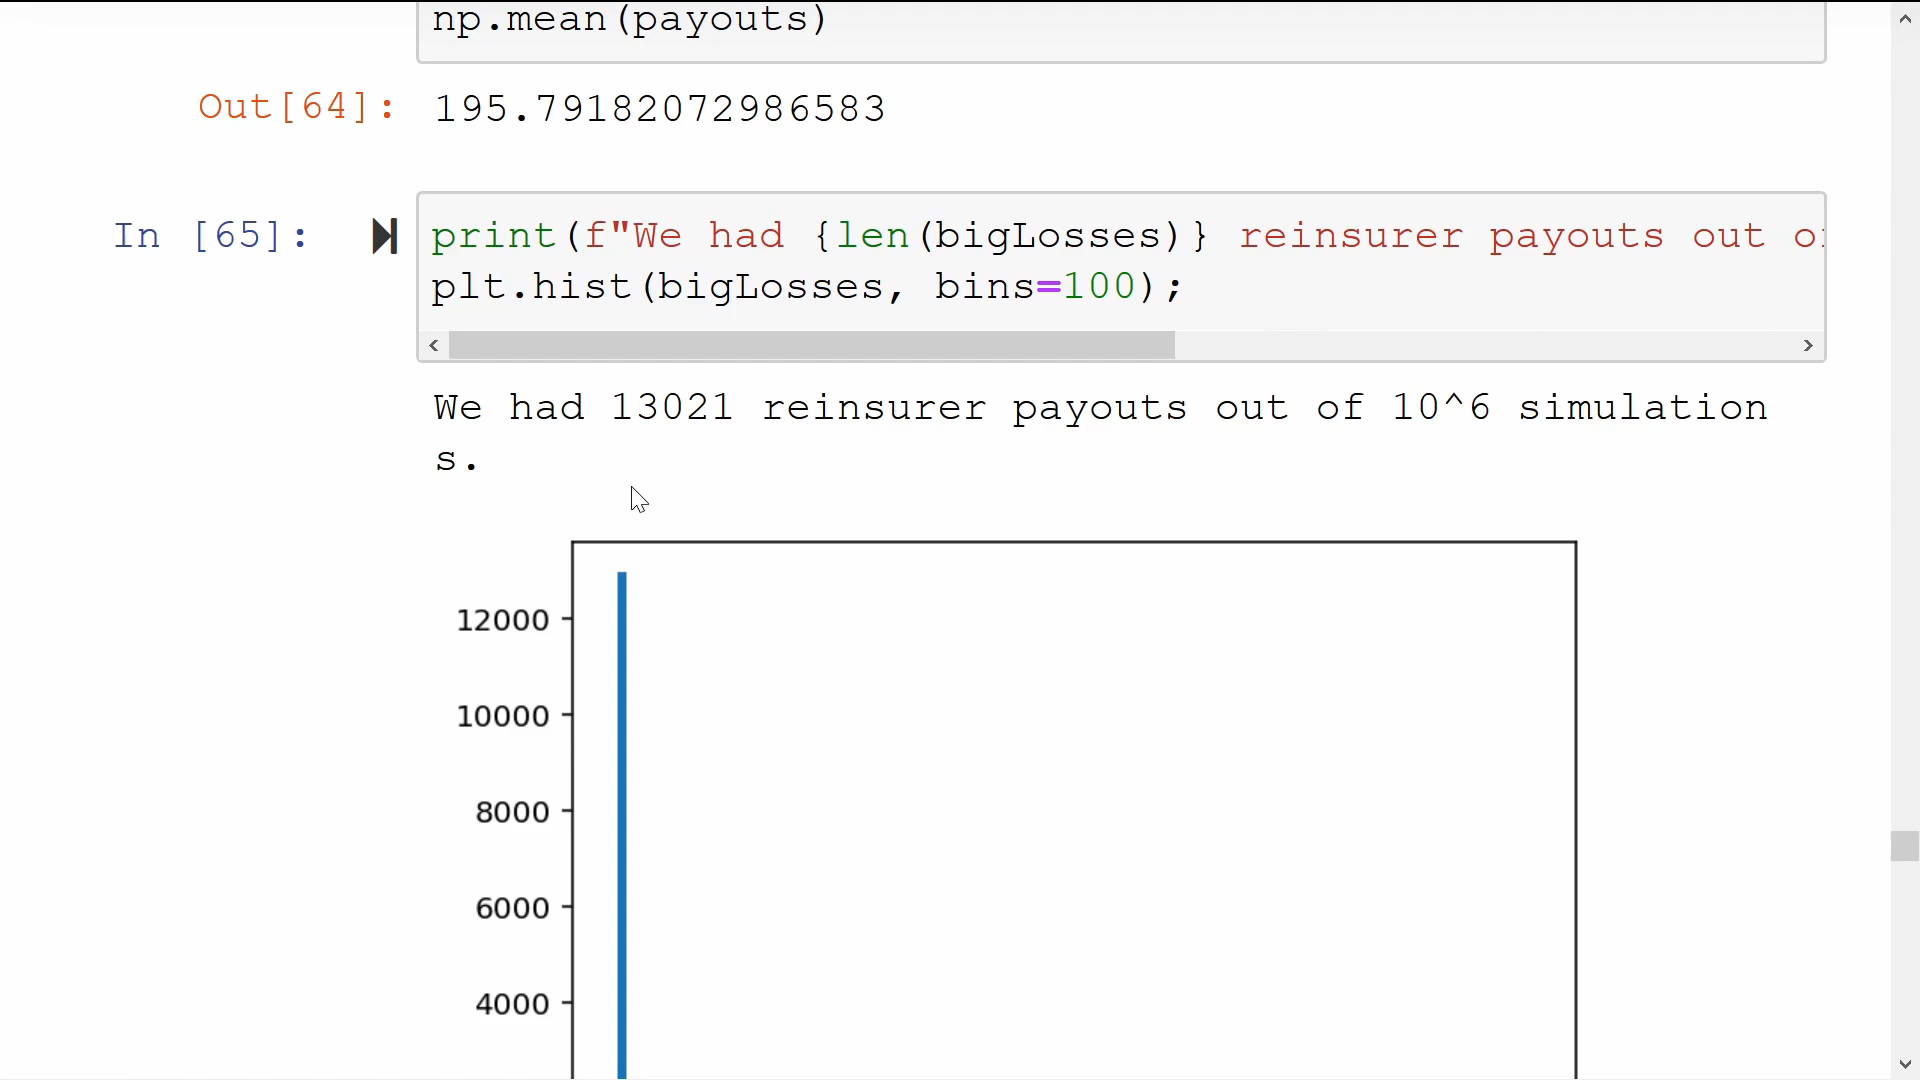 np.mean(payouts)
Out[64]: 195.79182072986583
In [65]: print(f"We had {len(bigLosses)} reinsurer payouts out
plt.hist(bigLosses, bins=100);
We had 13021 reinsurer payouts out of 10^6 simulation
s.
12000
10000
8000
6000
4000